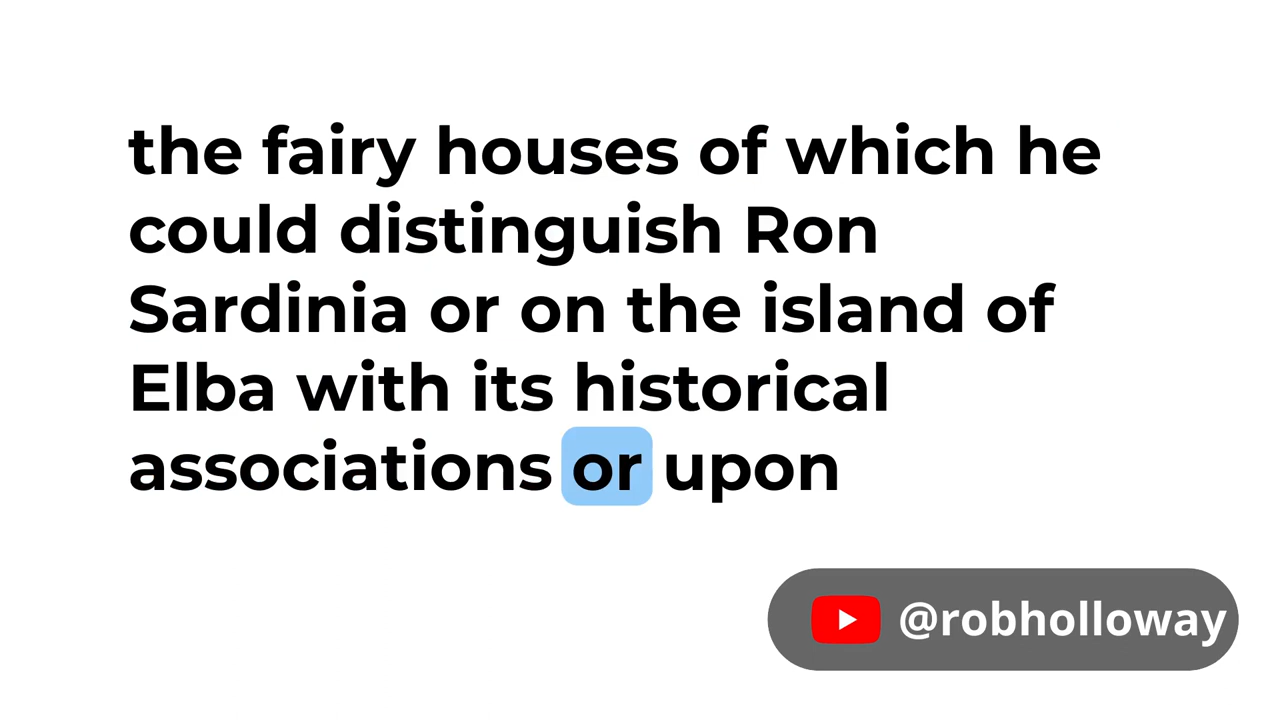 the fairy houses of which he
could distinguish Ron
Sardinia or on the island of
Elba with its historical
associations or upon
@robholloway